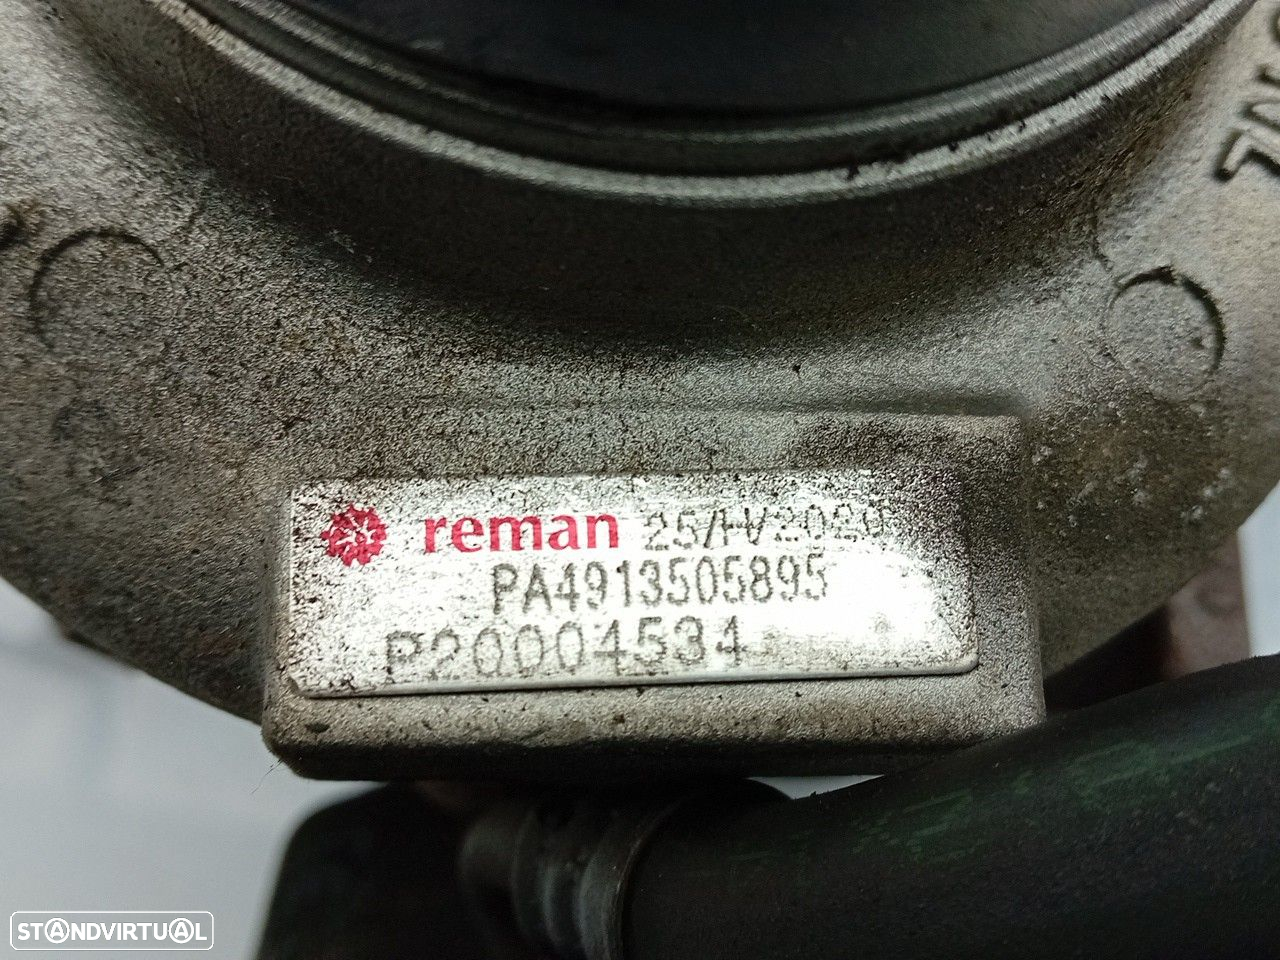 reman 25/IV2020
PA4913505895
P20004534
STANDVIRTUAL